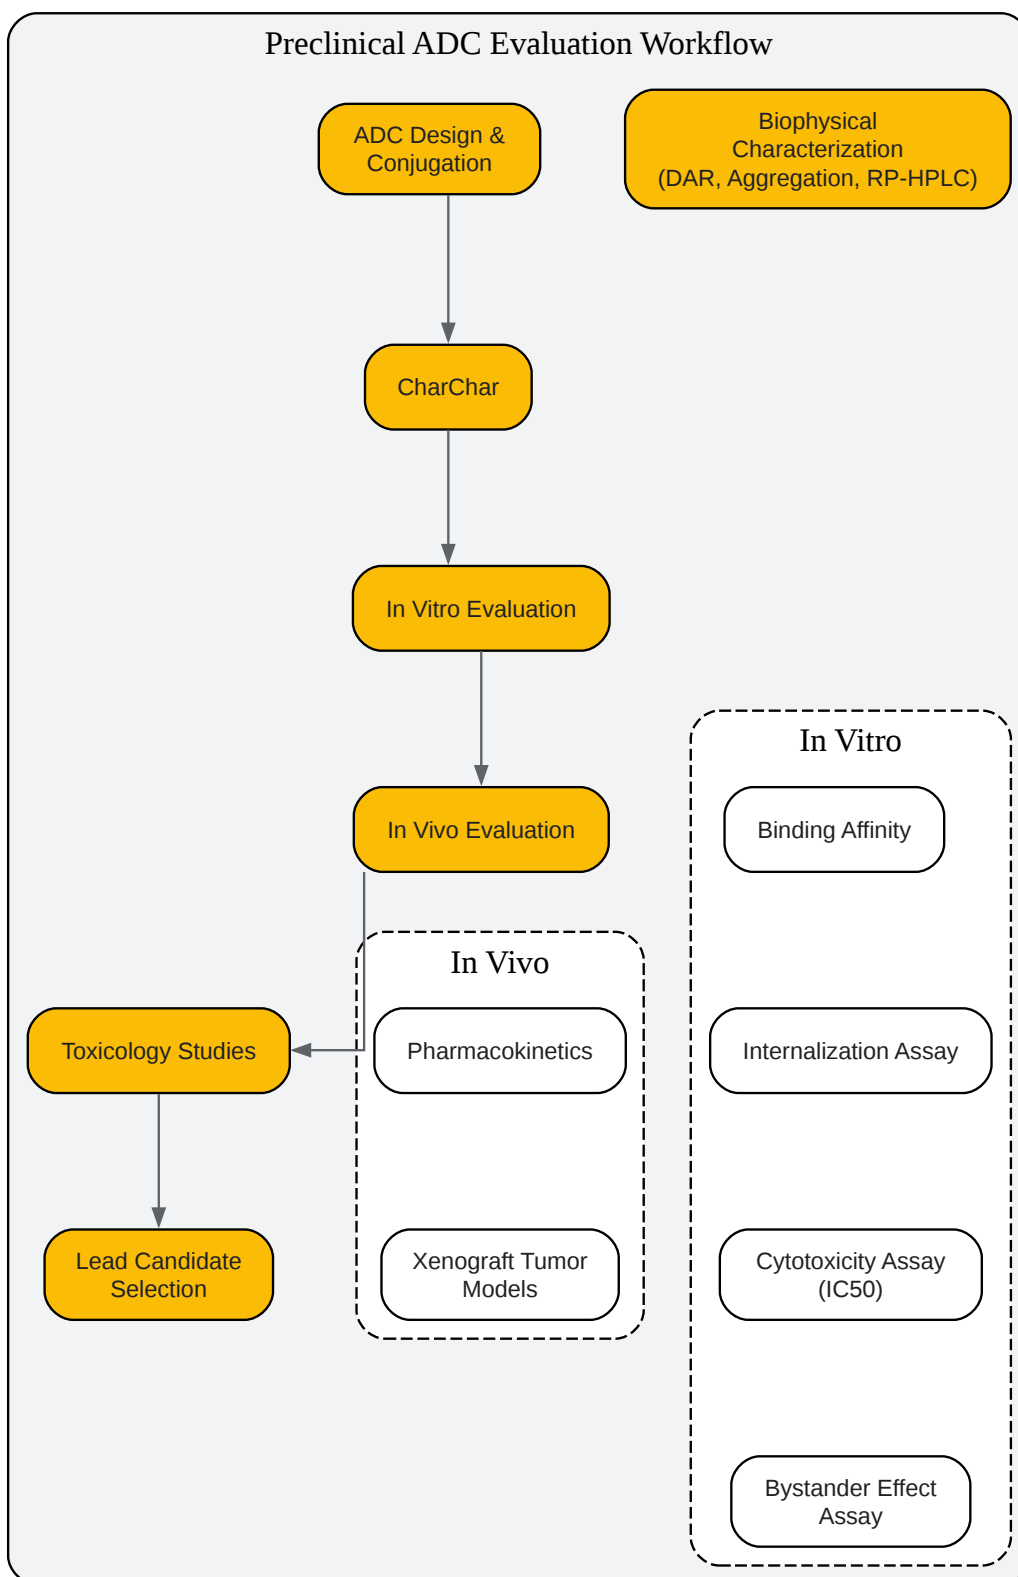 Preclinical ADC Evaluation Workflow
ADC Design &
Conjugation
Biophysical
Characterization
(DAR, Aggregation, RP-HPLC)
CharChar
In Vitro Evaluation
In Vivo Evaluation
In Vitro
Binding Affinity
Internalization Assay
Cytotoxicity Assay
(IC50)
Bystander Effect
Assay
In Vivo
Pharmacokinetics
Xenograft Tumor
Models
Toxicology Studies
Lead Candidate
Selection